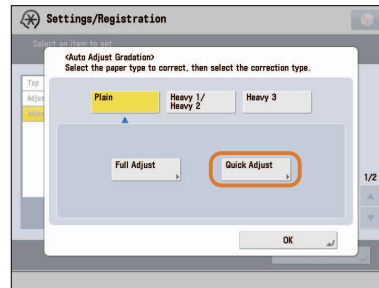 Settings/Registration
Select an item to set.
<Auto Adjust Gradation>
Select the paper type to correct, then select the correction type.
Top
Plain
Heavy 1/
Heavy 2
Heavy 3
Adjus
Adjus
Full Adjust
Quick Adjust
1/2
OK